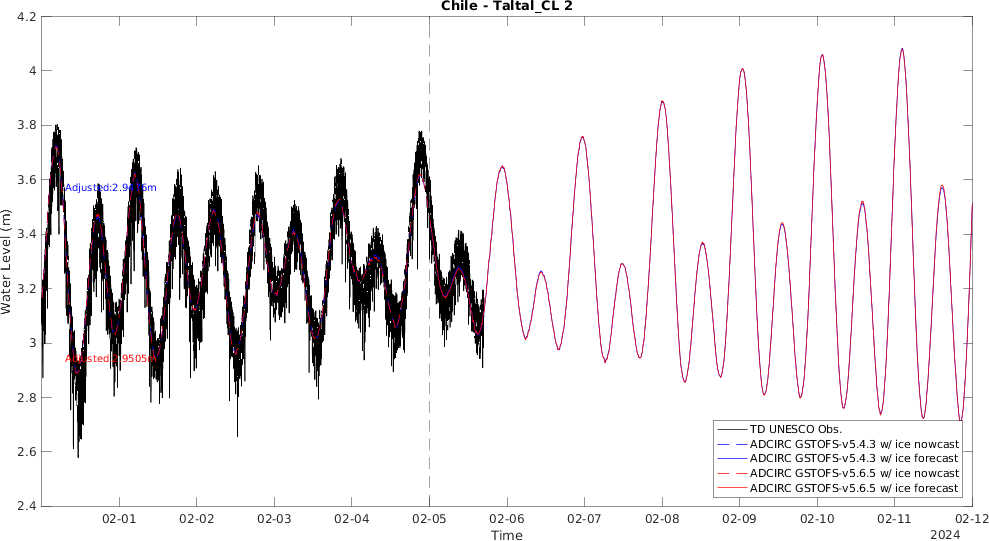 Chile - Taltal_CL 2
4.2
4
3.8
3.6
3.4
3.2
3
2.8
2.6
2.4
Water Level (m)
Adjusted:
TD UNESCO Obs.
ADCIRC GSTOFS-v5.4.3 w/ ice nowcast
ADCIRC GSTOFS-v5.4.3 w/ ice forecast
ADCIRC GSTOFS-v5.6.5 w/ ice nowcast
ADCIRC GSTOFS-v5.6.5 w/ ice forecast
02-01 02-02 02-03 02-04 02-05 02-06 02-07 02-08 02-09 02-10 02-11 02-12
Time
2024